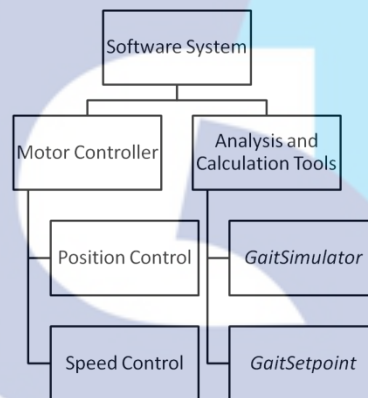 Software System
Motor Controller
Analysis and
Calculation Tools
Position Control
GaitSimulator
Speed Control
GaitSetpoint